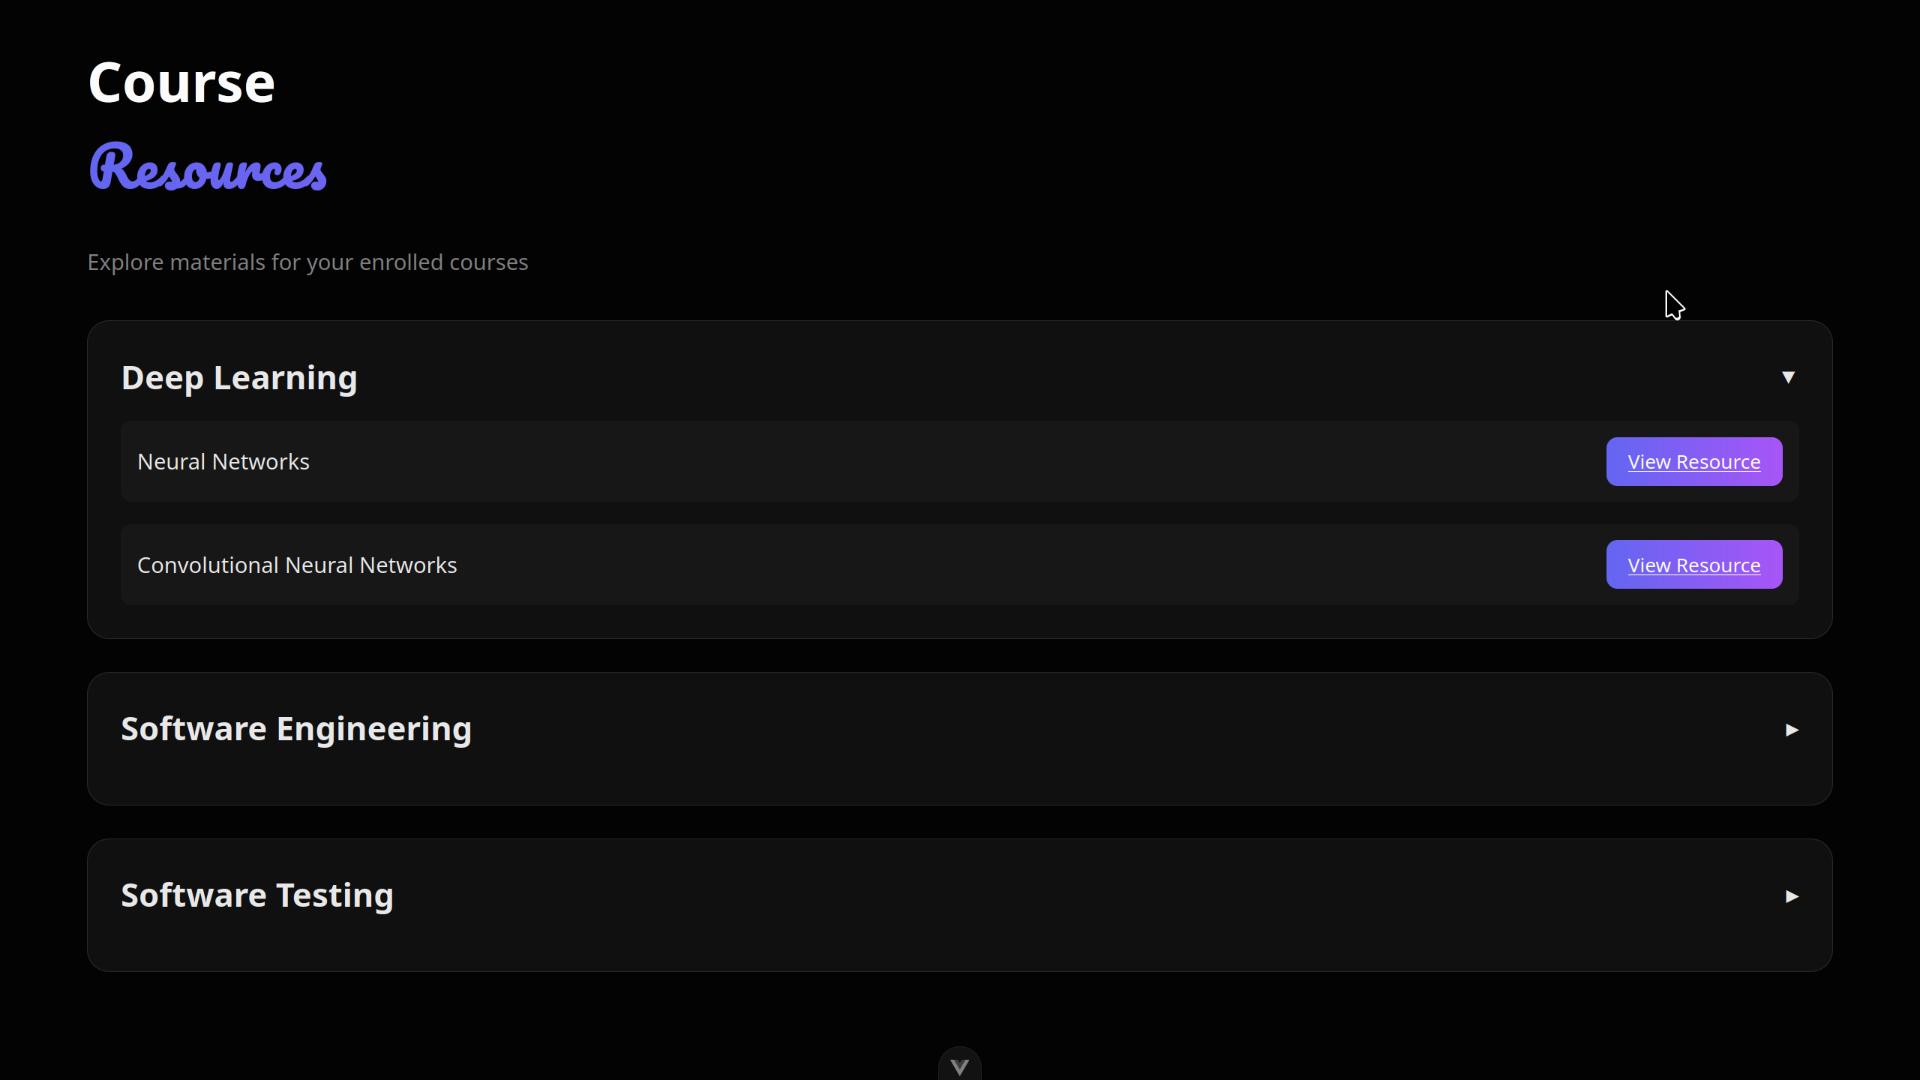 Course
Resources
Explore materials for your enrolled courses
Deep Learning ▼
Neural Networks View Resource
Convolutional Neural Networks View Resource
Software Engineering ▶
Software Testing ▶